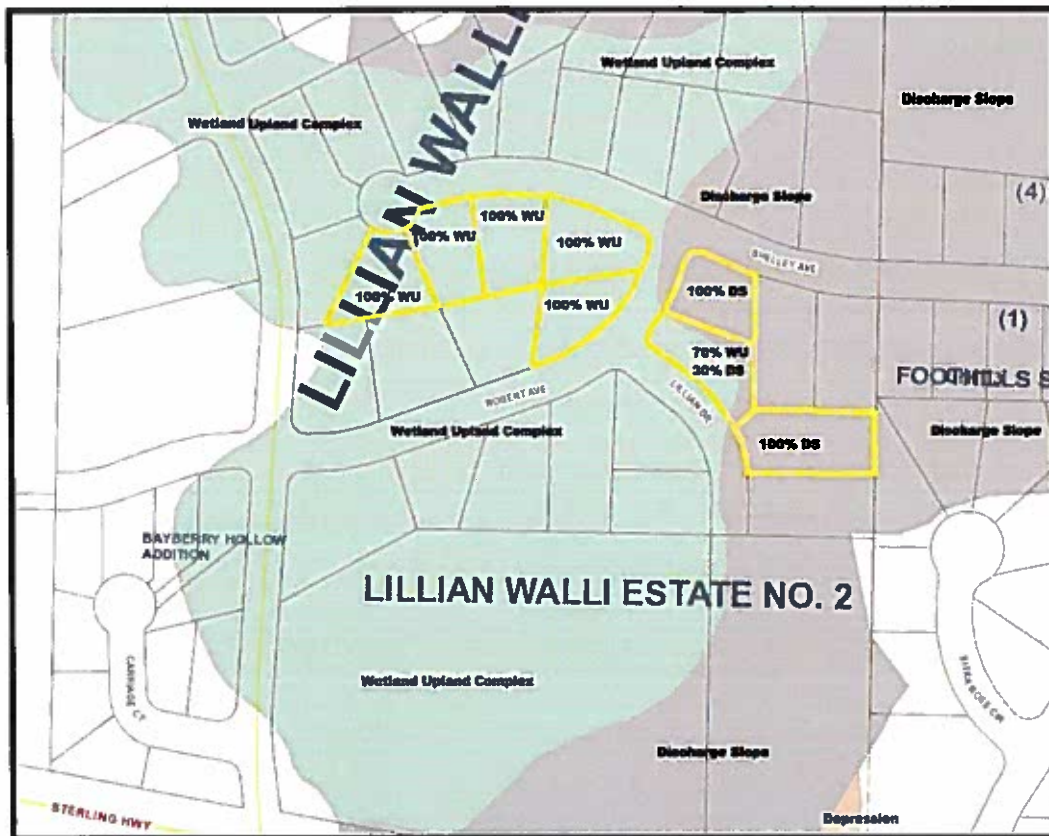 Wetland Upland Complex
Discharge Slope
Wetland Upland Complex
LILLIAN WALLI
(4)
Discharge Slope
100% WU
100% WU
100% WU
100% WU
100% WU
SHELLEY AVE
100% DS
(1)
70% WU
30% DS
FOOTHILLS S
ROBERT AVE
LILLIAN DR
Wetland Upland Complex
Discharge Slope
100% DS
BAYBERRY HOLLOW
ADDITION
LILLIAN WALLI ESTATE NO. 2
Wetland Upland Complex
CARRIAGE CT
Discharge Slope
STERLING HWY
Depression